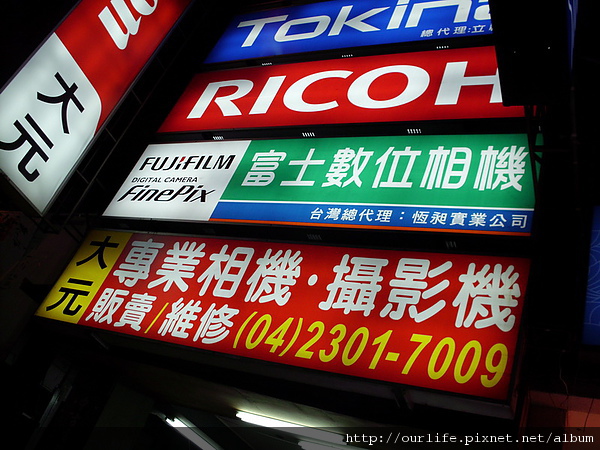 Tokina
總代理:立
RICOH
大元
FUJIFILM
DIGITAL CAMERA
FinePix
富士數位相機
台灣總代理：恆昶實業公司
大元
專業相機·攝影機
販賣/維修(04)2301-7009
http://ourlife.pixnet.net/album